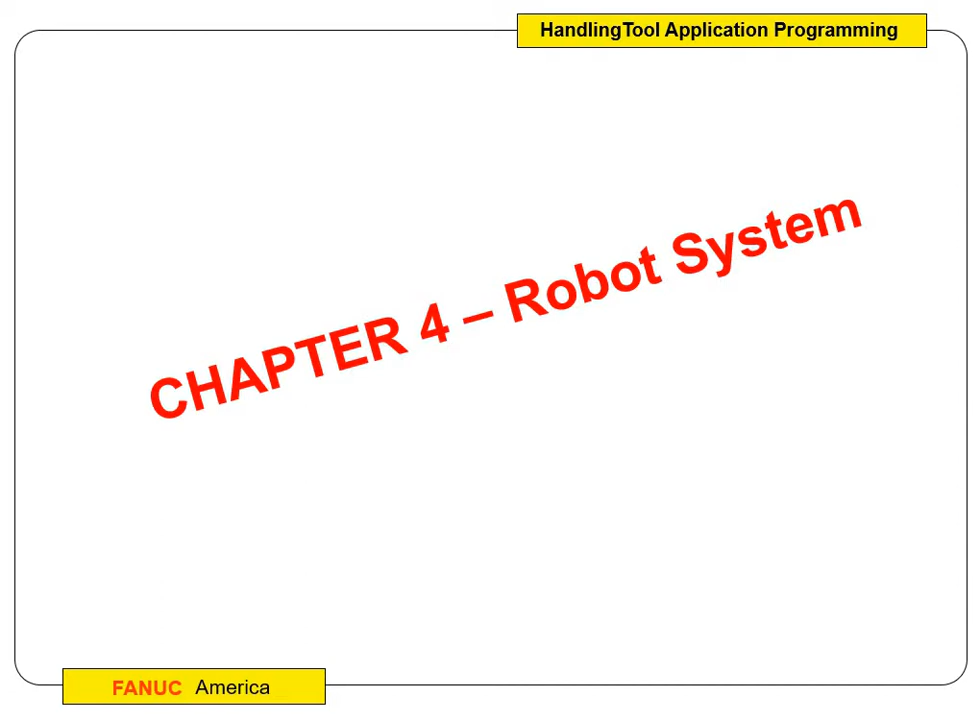 HandlingTool Application Programming
CHAPTER 4 – Robot System
FANUC America